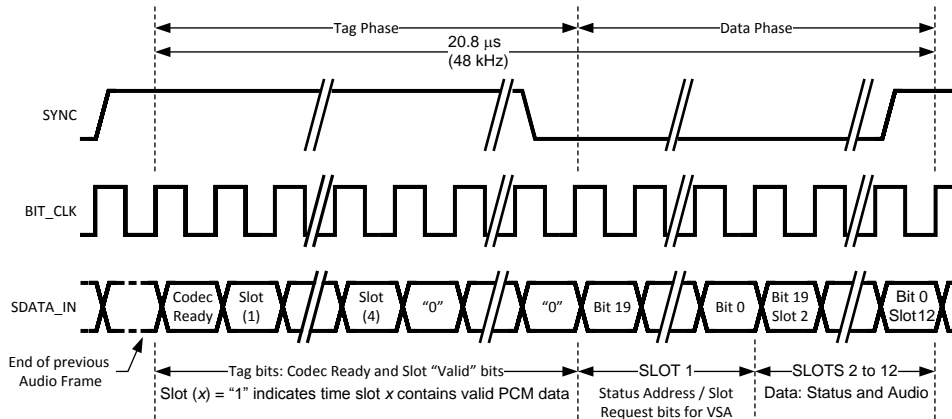 Tag Phase
Data Phase
20.8 μs
(48 kHz)
SYNC
BIT_CLK
SDATA_IN
Codec
Ready
Slot
(1)
Slot
(4)
“0”
“0”
Bit 19
Bit 0
Bit 19
Slot 2
Bit 0
Slot12
End of previous
Audio Frame
Tag bits: Codec Ready and Slot “Valid” bits
Slot (x) = “1” indicates time slot x contains valid PCM data
SLOT 1
Status Address / Slot
Request bits for VSA
SLOTS 2 to 12
Data: Status and Audio